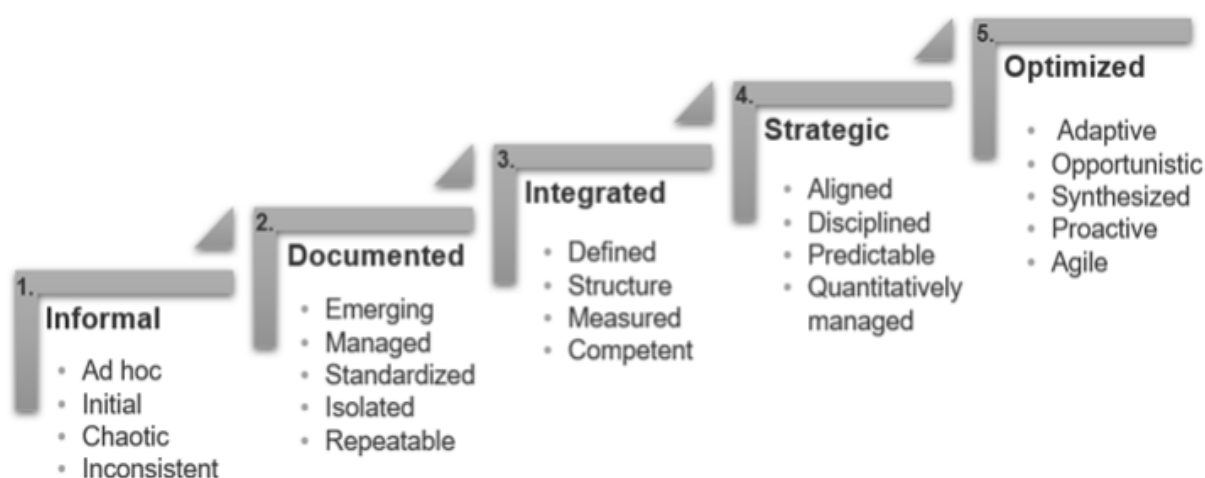 1.
Informal
• Ad hoc
• Initial
• Chaotic
• Inconsistent
2.
Documented
• Emerging
• Managed
• Standardized
• Isolated
• Repeatable
3.
Integrated
• Defined
• Structure
• Measured
• Competent
4.
Strategic
• Aligned
• Disciplined
• Predictable
• Quantitatively
managed
5.
Optimized
• Adaptive
• Opportunistic
• Synthesized
• Proactive
• Agile